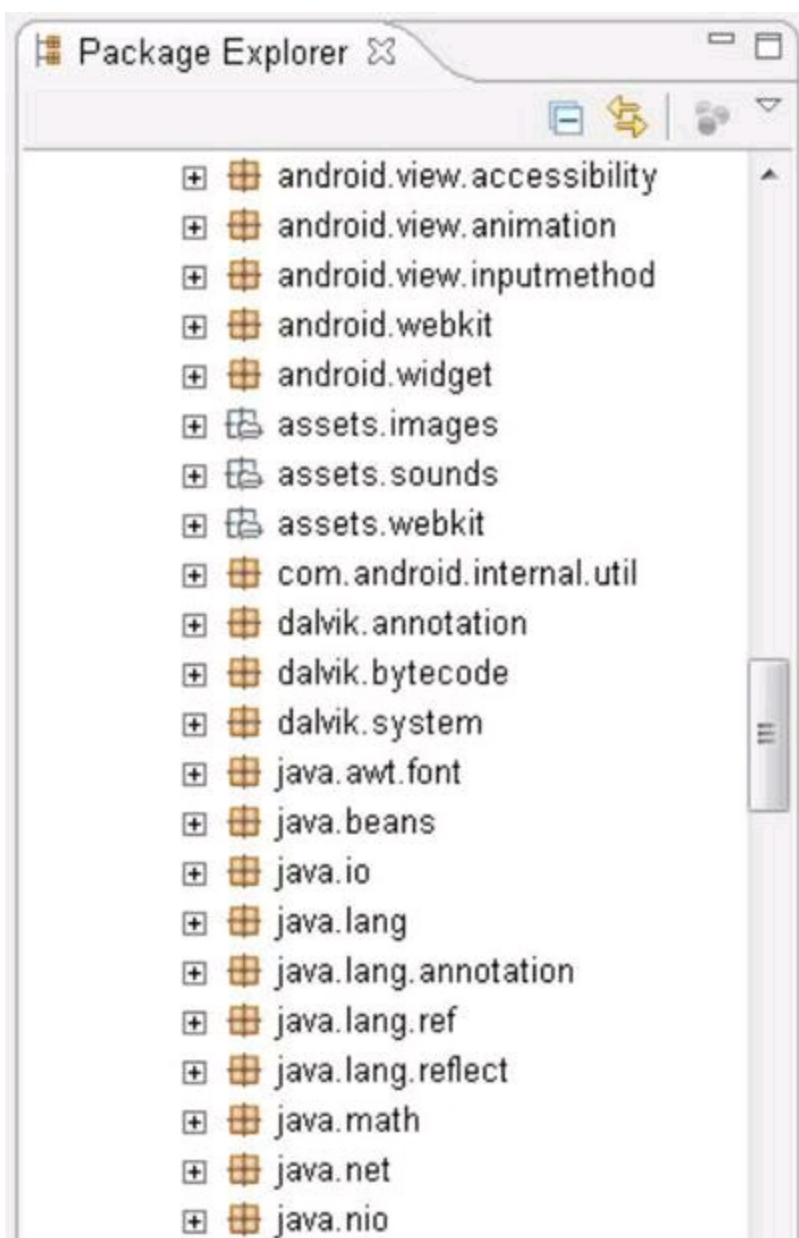 Package Explorer
android.view.accessibility
android.view.animation
android.view.inputmethod
android.webkit
android.widget
assets.images
assets.sounds
assets.webkit
com.android.internal.util
dalvik.annotation
dalvik.bytecode
dalvik.system
java.awt.font
java.beans
java.io
java.lang
java.lang.annotation
java.lang.ref
java.lang.reflect
java.math
java.net
java.nio